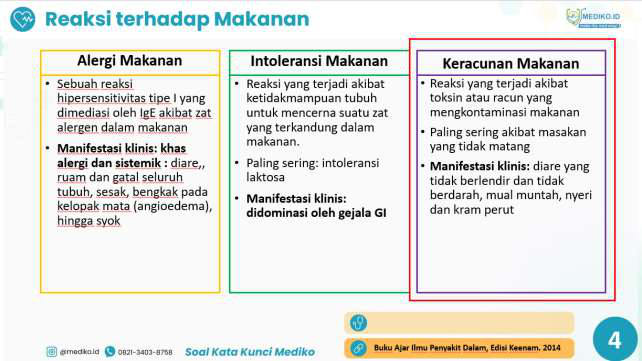 Reaksi terhadap Makanan
MEDIKO.ID
Alergi Makanan
• Sebuah reaksi
hipersensitivitas tipe I yang
dimediasi oleh IgE akibat zat
alergen dalam makanan
• Manifestasi klinis: khas
alergi dan sistemik : diare,,
ruam dan gatal seluruh
tubuh, sesak, bengkak pada
kelopak mata (angioedema),
hingga syok
Intoleransi Makanan
• Reaksi yang terjadi akibat
ketidakmampuan tubuh
untuk mencerna suatu zat
yang terkandung dalam
makanan.
• Paling sering: intoleransi
laktosa
• Manifestasi klinis:
didominasi oleh gejala GI
Keracunan Makanan
• Reaksi yang terjadi akibat
toksin atau racun yang
mengkontaminasi makanan
• Paling sering akibat masakan
yang tidak matang
• Manifestasi klinis: diare yang
tidak berlendir dan tidak
berdarah, mual muntah, nyeri
dan kram perut
@mediko.id
0821-3403-8758
Soal Kata Kunci Mediko
Buku Ajar Ilmu Penyakit Dalam, Edisi Keenam. 2014
4